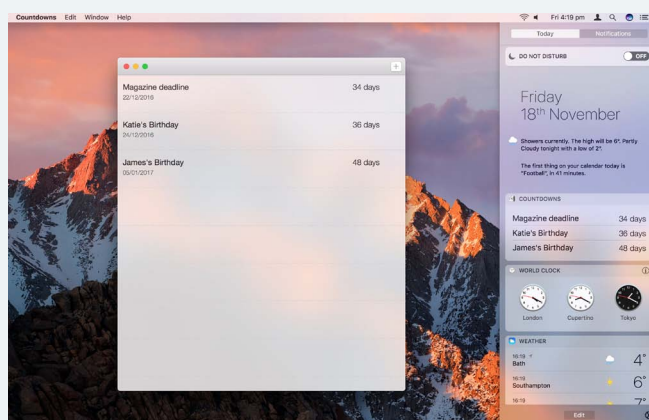 Countdowns Edit Window Help
Fri 4:19 pm
Today Notifications
DO NOT DISTURB OFF
Magazine deadline 34 days
22/12/2016
Katie's Birthday 36 days
24/12/2016
James's Birthday 48 days
05/01/2017
Friday
18th November
Showers currently. The high will be 6°. Partly
Cloudy tonight with a low of 2°.
The first thing on your calendar today is
"Football", in 41 minutes.
COUNTDOWNS
Magazine deadline 34 days
Katie's Birthday 36 days
James's Birthday 48 days
WORLD CLOCK
London Cupertino Tokyo
WEATHER
16:19
Bath 4°
16:19
Southampton 6°
16:19 7°
Edit